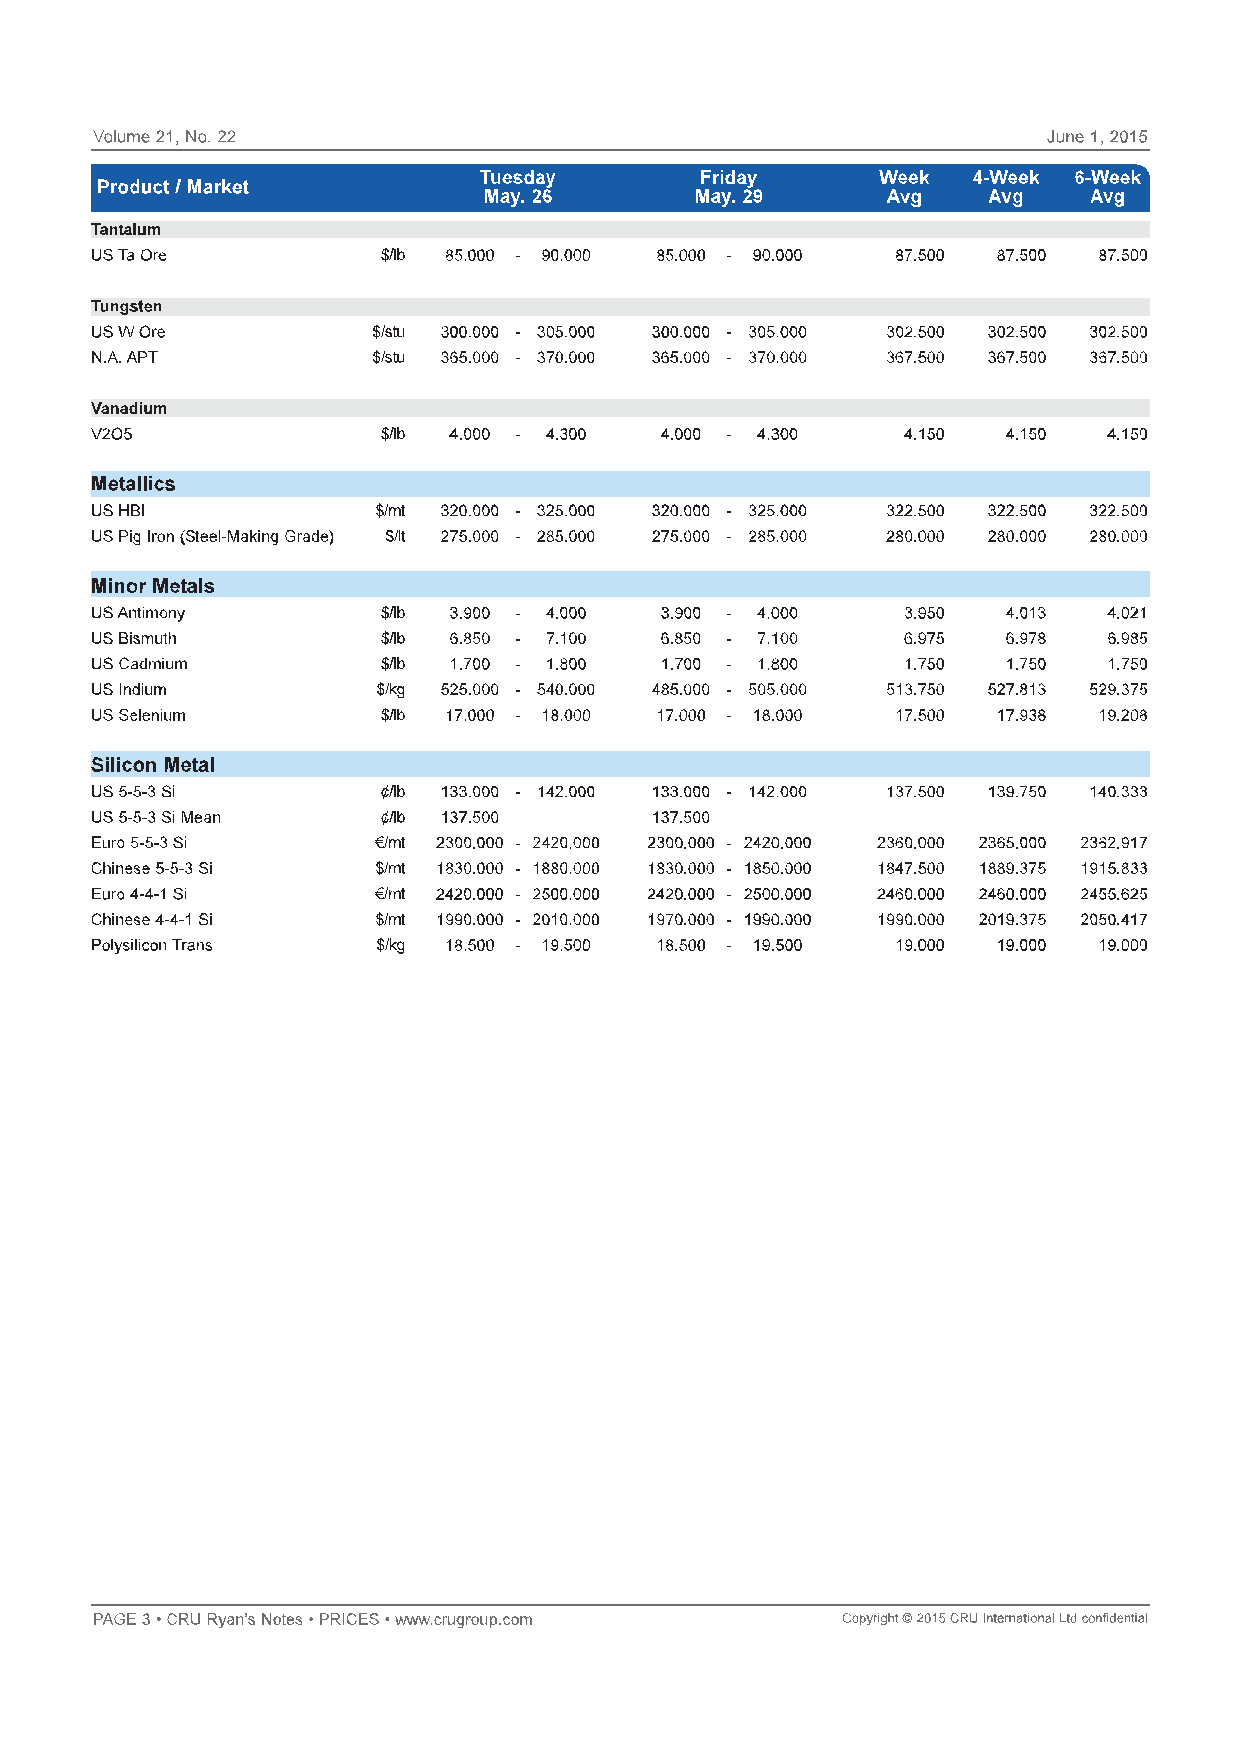 Volume 21, No. 22 June 1, 2015
Product / Market Tuesday May. 26 Friday May. 29 Week Avg 4-Week Avg 6-Week Avg
Tantalum
US Ta Ore $/lb 85.000 - 90.000 85.000 - 90.000 87.500 87.500 87.500
Tungsten
US W Ore $/stu 300.000 - 305.000 300.000 - 305.000 302.500 302.500 302.500
N.A. APT $/stu 365.000 - 370.000 365.000 - 370.000 367.500 367.500 367.500
Vanadium
V2O5 $/lb 4.000 - 4.300 4.000 - 4.300 4.150 4.150 4.150
Metallics
US HBI $/mt 320.000 - 325.000 320.000 - 325.000 322.500 322.500 322.500
US Pig Iron (Steel-Making Grade) $/lt 275.000 - 285.000 275.000 - 285.000 280.000 280.000 280.000
Minor Metals
US Antimony $/lb 3.900 - 4.000 3.900 - 4.000 3.950 4.013 4.021
US Bismuth $/lb 6.850 - 7.100 6.850 - 7.100 6.975 6.978 6.985
US Cadmium $/lb 1.700 - 1.800 1.700 - 1.800 1.750 1.750 1.750
US Indium $/kg 525.000 - 540.000 485.000 - 505.000 513.750 527.813 529.375
US Selenium $/lb 17.000 - 18.000 17.000 - 18.000 17.500 17.938 19.208
Silicon Metal
US 5-5-3 Si ¢/lb 133.000 - 142.000 133.000 - 142.000 137.500 139.750 140.333
US 5-5-3 Si Mean ¢/lb 137.500 137.500
Euro 5-5-3 Si €/mt 2300.000 - 2420.000 2300.000 - 2420.000 2360.000 2365.000 2362.917
Chinese 5-5-3 Si $/mt 1830.000 - 1880.000 1830.000 - 1850.000 1847.500 1889.375 1915.833
Euro 4-4-1 Si €/mt 2420.000 - 2500.000 2420.000 - 2500.000 2460.000 2460.000 2455.625
Chinese 4-4-1 Si $/mt 1990.000 - 2010.000 1970.000 - 1990.000 1990.000 2019.375 2050.417
Polysilicon Trans $/kg 18.500 - 19.500 18.500 - 19.500 19.000 19.000 19.000
PAGE 3 • CRU Ryan's Notes • PRICES • www.crugroup.com Copyright © 2015 CRU International Ltd confidential